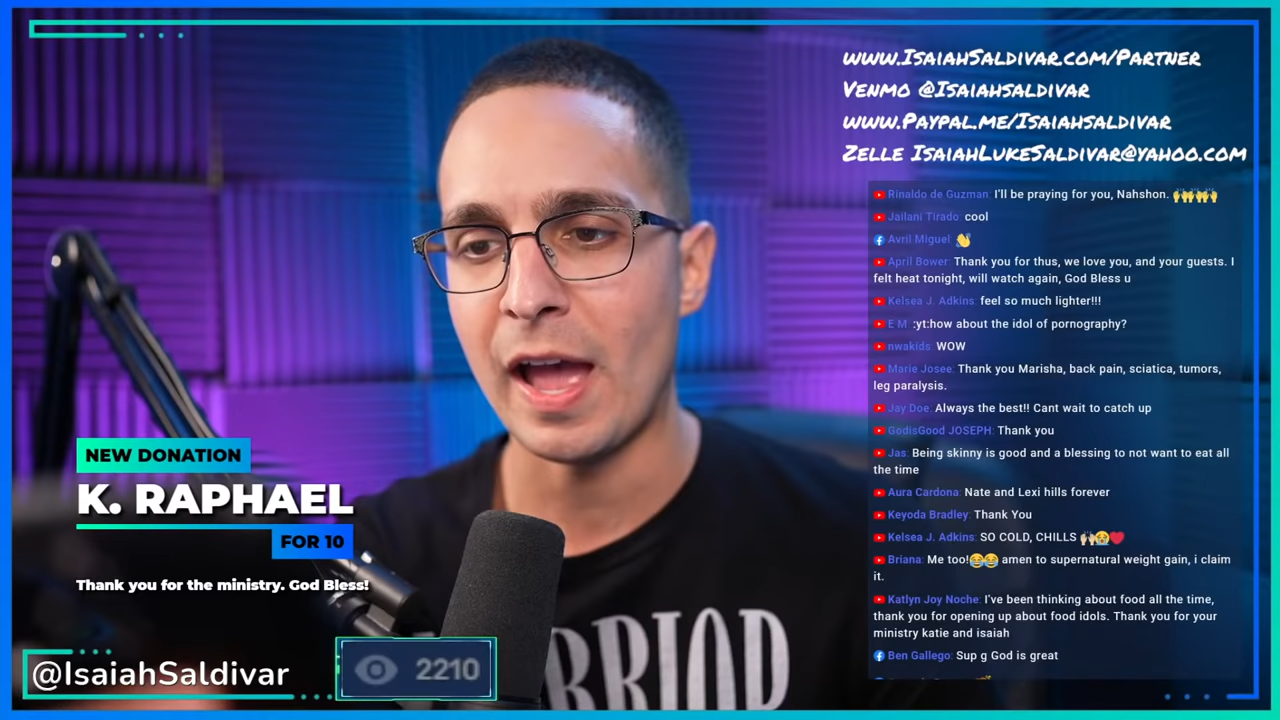 www.IsaiahSaldivar.com/Partner
Venmo @Isaiahsaldivar
www.Paypal.me/Isaiahsaldivar
Zelle IsaiahLukeSaldivar@yahoo.com
Rinaldo de Guzman: I'll be praying for you, Nahshon. 🙌🙌🙌
Jailani Tirado: cool
Avril Miguel: 👋
April Bower: Thank you for thus, we love you, and your guests. I
felt heat tonight, will watch again, God Bless u
Kelsea J. Adkins: feel so much lighter!!!
E M: :yt:how about the idol of pornography?
nwakids: WOW
Marie Josee: Thank you Marisha, back pain, sciatica, tumors,
leg paralysis.
Jay Doe: Always the best!! Cant wait to catch up
GodisGood JOSEPH: Thank you
Jas: Being skinny is good and a blessing to not want to eat all
the time
Aura Cardona: Nate and Lexi hills forever
Keyoda Bradley: Thank You
Kelsea J. Adkins: SO COLD, CHILLS 🙌🏻😭❤️
Briana: Me too!😂😂 amen to supernatural weight gain, i claim
it.
Katlyn Joy Noche: I've been thinking about food all the time,
thank you for opening up about food idols. Thank you for your
ministry katie and isaiah
Ben Gallego: Sup g God is great
NEW DONATION
K. RAPHAEL
FOR 10
Thank you for the ministry. God Bless!
@IsaiahSaldivar
2210
RRIOR